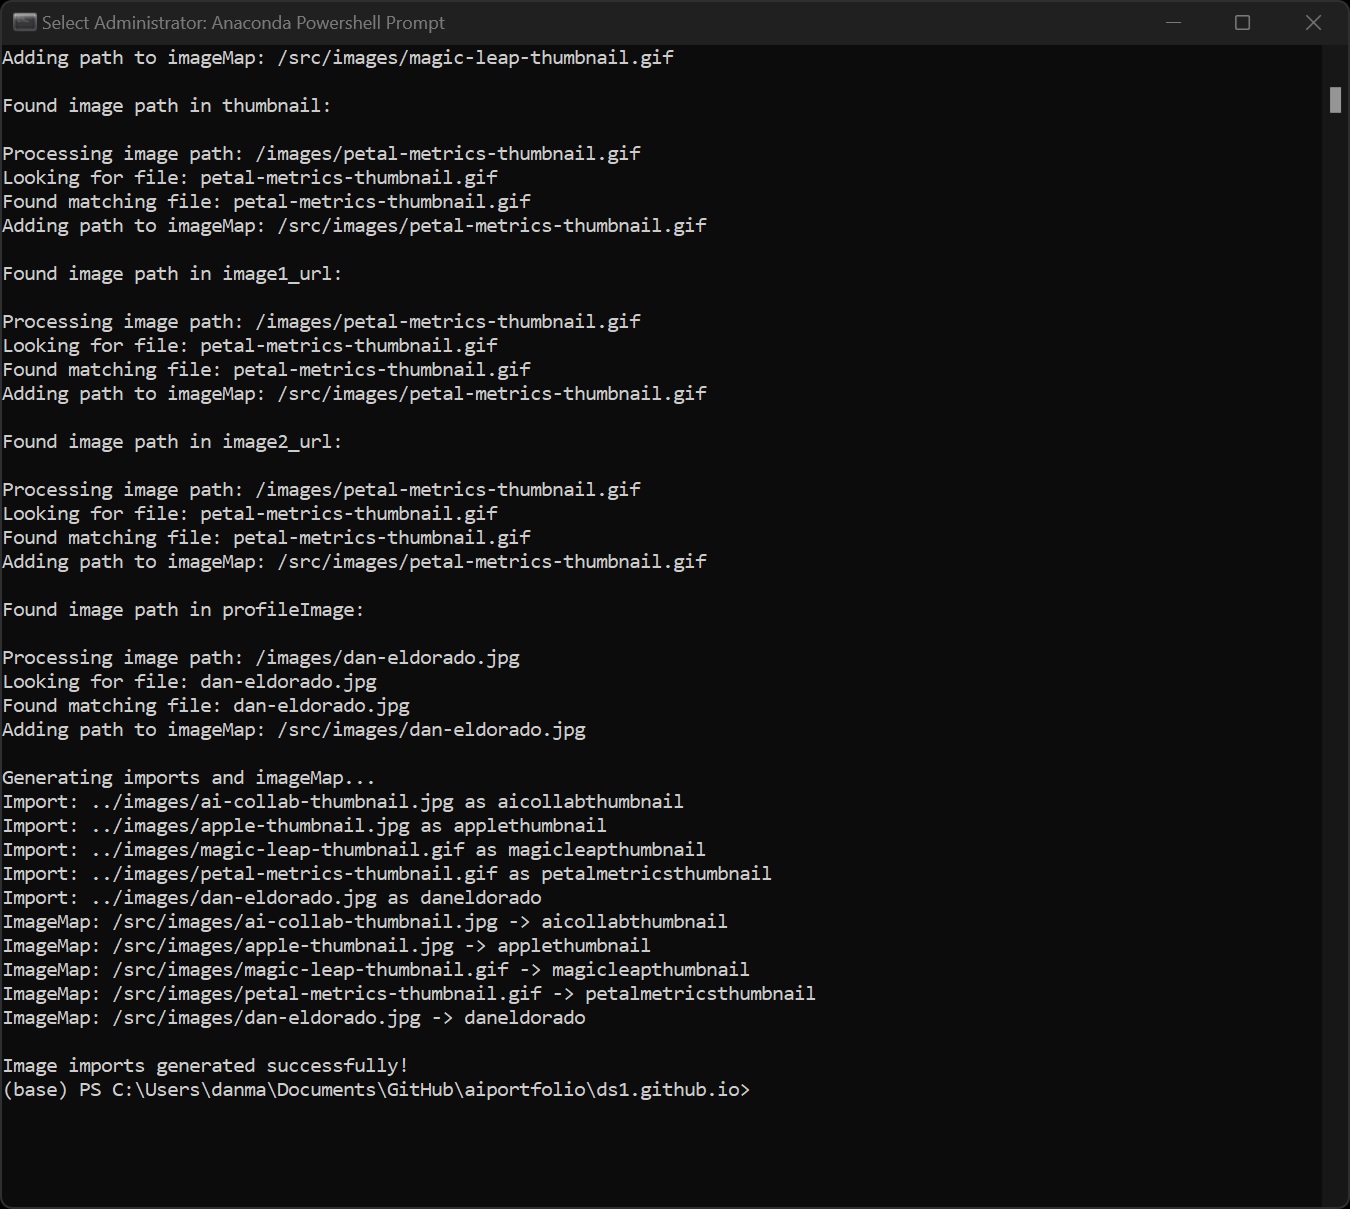 Select Administrator: Anaconda Powershell Prompt
Adding path to imageMap: /src/images/magic-leap-thumbnail.gif
Found image path in thumbnail:
Processing image path: /images/petal-metrics-thumbnail.gif
Looking for file: petal-metrics-thumbnail.gif
Found matching file: petal-metrics-thumbnail.gif
Adding path to imageMap: /src/images/petal-metrics-thumbnail.gif
Found image path in image1_url:
Processing image path: /images/petal-metrics-thumbnail.gif
Looking for file: petal-metrics-thumbnail.gif
Found matching file: petal-metrics-thumbnail.gif
Adding path to imageMap: /src/images/petal-metrics-thumbnail.gif
Found image path in image2_url:
Processing image path: /images/petal-metrics-thumbnail.gif
Looking for file: petal-metrics-thumbnail.gif
Found matching file: petal-metrics-thumbnail.gif
Adding path to imageMap: /src/images/petal-metrics-thumbnail.gif
Found image path in profileImage:
Processing image path: /images/dan-eldorado.jpg
Looking for file: dan-eldorado.jpg
Found matching file: dan-eldorado.jpg
Adding path to imageMap: /src/images/dan-eldorado.jpg
Generating imports and imageMap...
Import: ../images/ai-collab-thumbnail.jpg as aicollabthumbnail
Import: ../images/apple-thumbnail.jpg as applethumbnail
Import: ../images/magic-leap-thumbnail.gif as magicleapthumbnail
Import: ../images/petal-metrics-thumbnail.gif as petalmetricsthumbnail
Import: ../images/dan-eldorado.jpg as daneldorado
ImageMap: /src/images/ai-collab-thumbnail.jpg -> aicollabthumbnail
ImageMap: /src/images/apple-thumbnail.jpg -> applethumbnail
ImageMap: /src/images/magic-leap-thumbnail.gif -> magicleapthumbnail
ImageMap: /src/images/petal-metrics-thumbnail.gif -> petalmetricsthumbnail
ImageMap: /src/images/dan-eldorado.jpg -> daneldorado
Image imports generated successfully!
(base) PS C:\Users\danma\Documents\GitHub\aiportfolio\ds1.github.io>